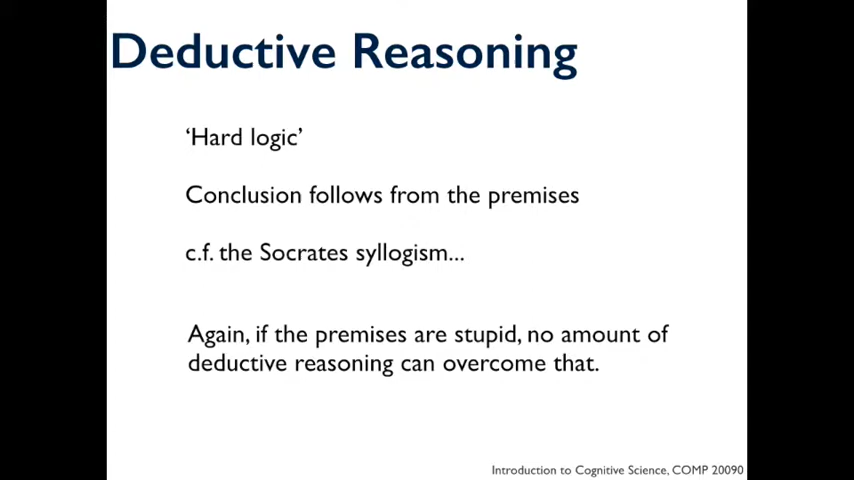 Deductive Reasoning
‘Hard logic’
Conclusion follows from the premises
c.f. the Socrates syllogism...
Again, if the premises are stupid, no amount of
deductive reasoning can overcome that.
Introduction to Cognitive Science, COMP 20090